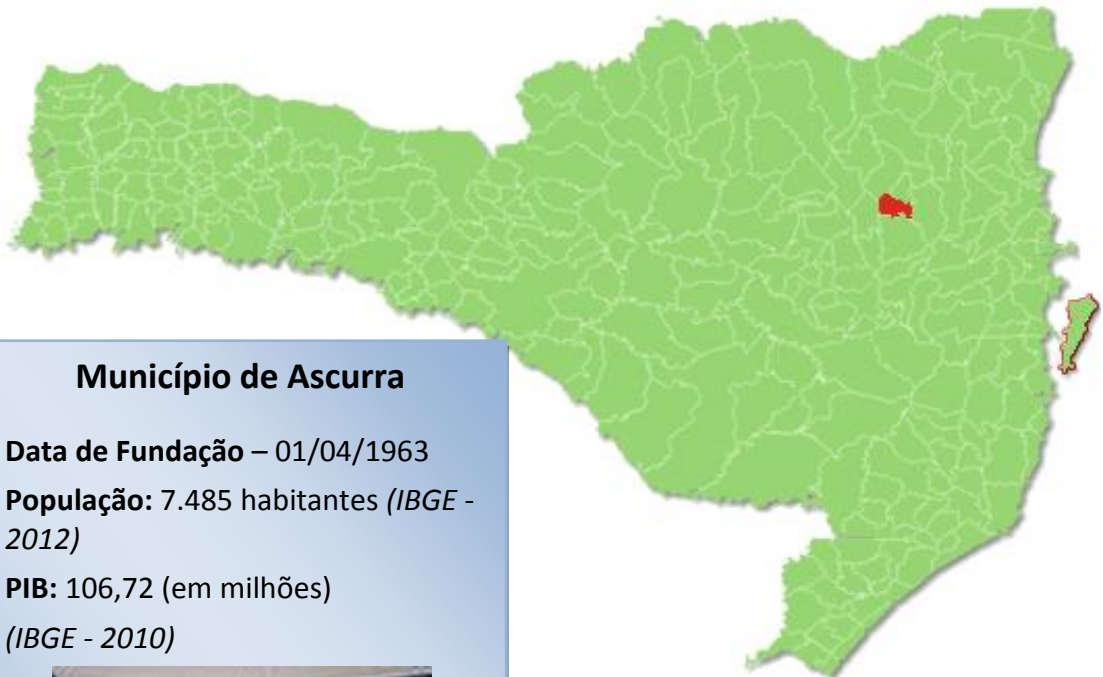 Município de Ascurra
Data de Fundação – 01/04/1963
População: 7.485 habitantes (IBGE -
2012)
PIB: 106,72 (em milhões)
(IBGE - 2010)